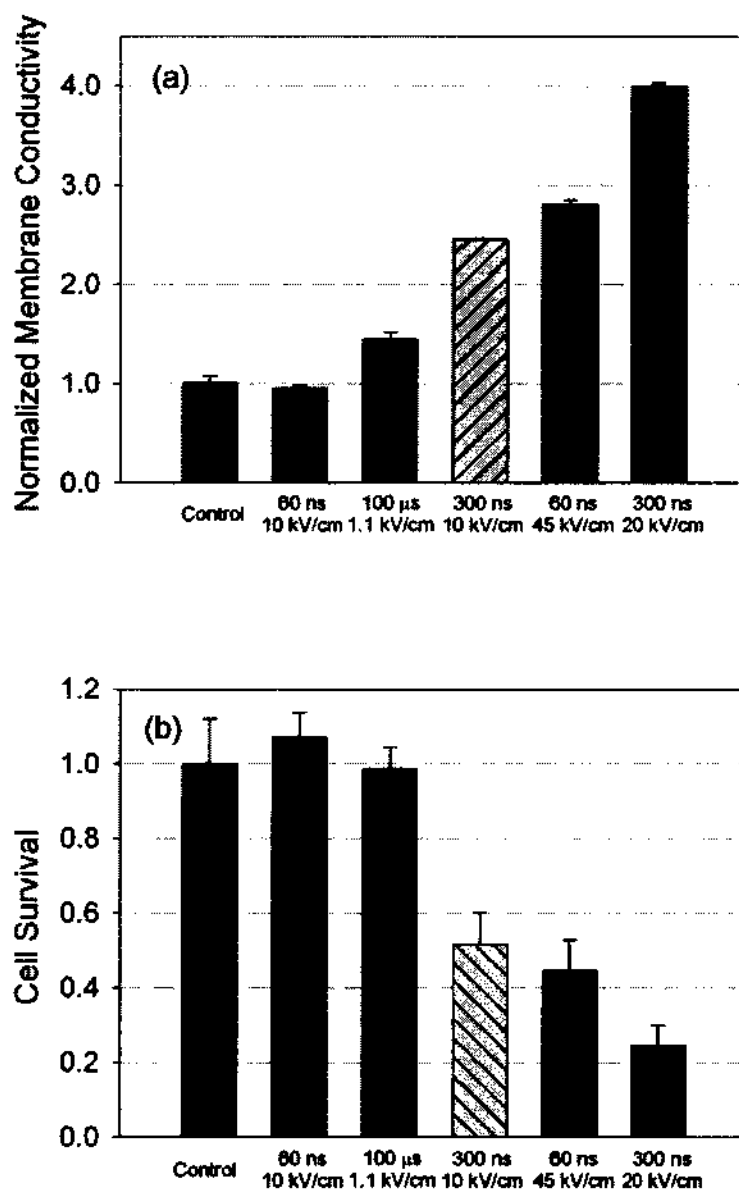 (a)
Normalized Membrane Conductivity
4.0
3.0
2.0
1.0
0.0
Control
60 ns
10 kV/cm
100 µs
1.1 kV/cm
300 ns
10 kV/cm
60 ns
45 kV/cm
300 ns
20 kV/cm
(b)
Cell Survival
1.2
1.0
0.8
0.6
0.4
0.2
0.0
Control
60 ns
10 kV/cm
100 µs
1.1 kV/cm
300 ns
10 kV/cm
60 ns
45 kV/cm
300 ns
20 kV/cm